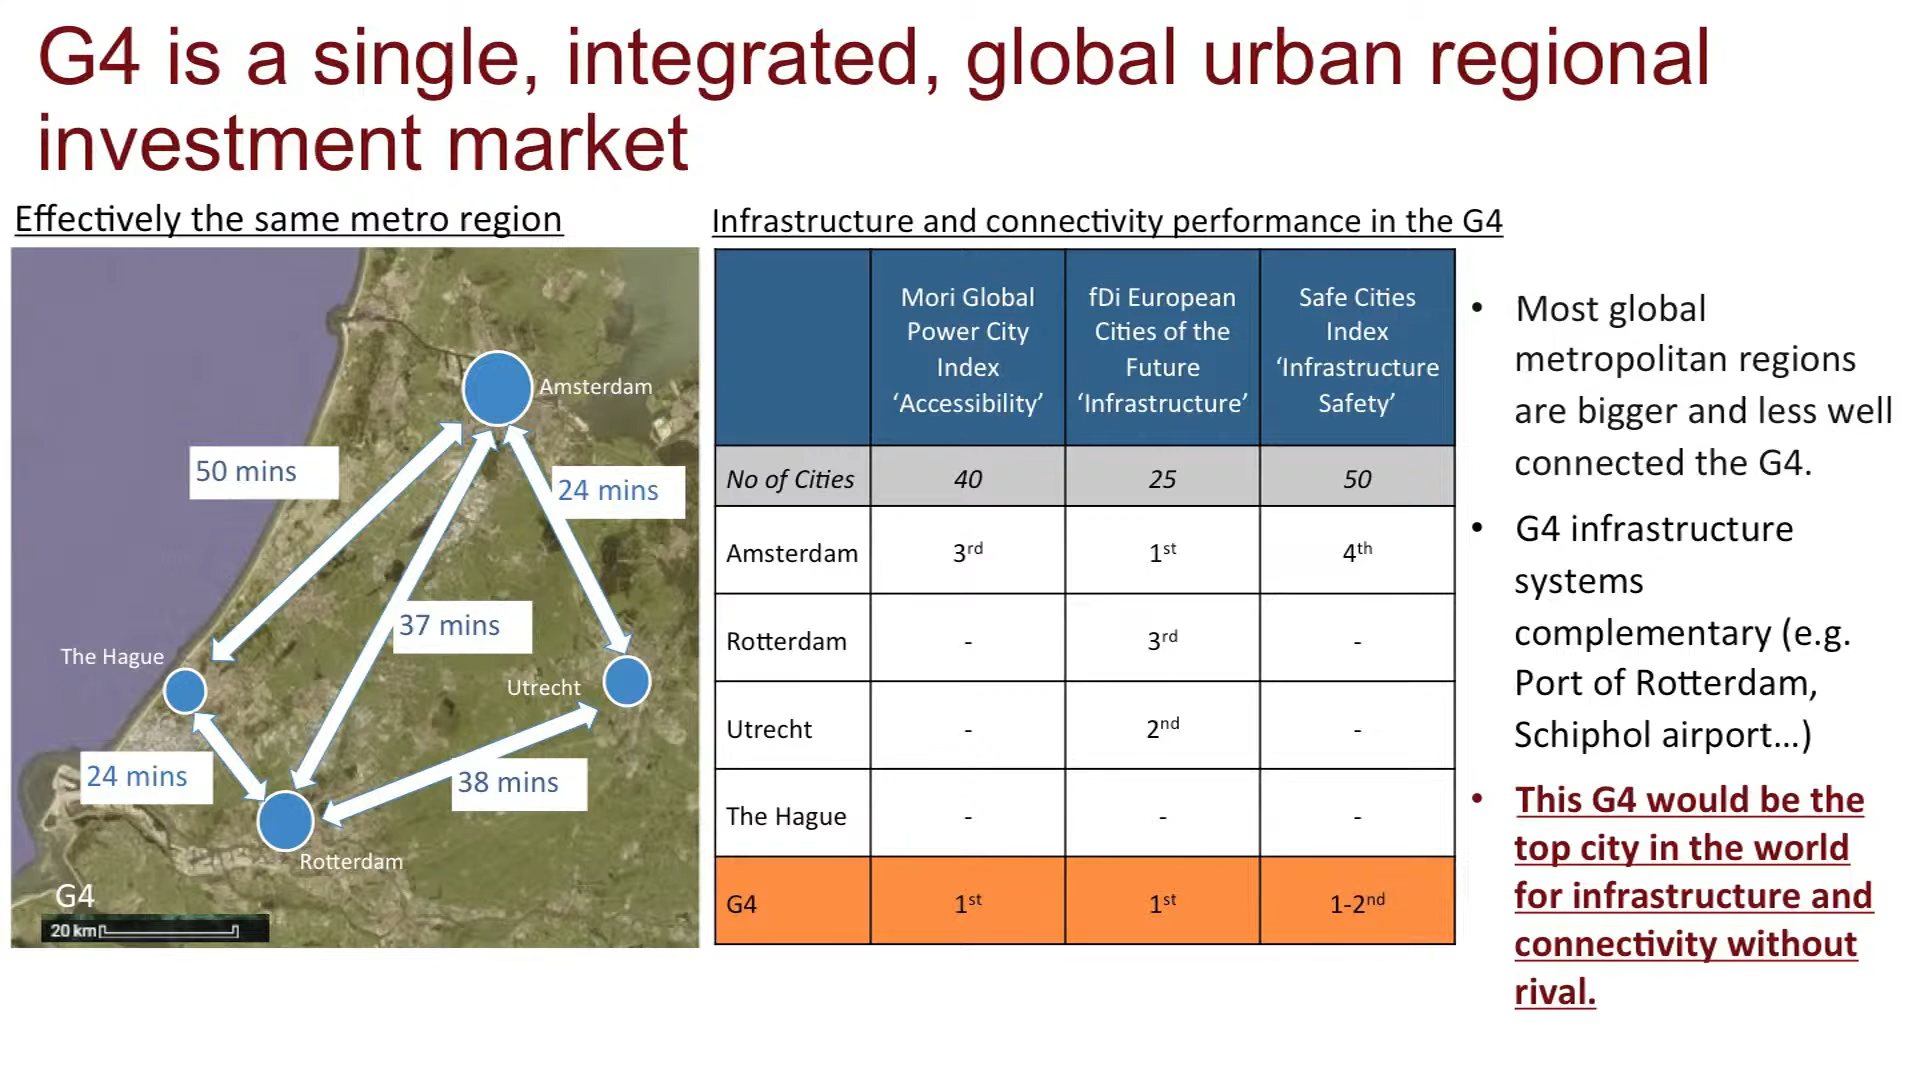 G4 is a single, integrated, global urban regional
investment market
Effectively the same metro region
Amsterdam
50 mins
24 mins
37 mins
The Hague
Utrecht
24 mins
38 mins
Rotterdam
G4
20 km
Infrastructure and connectivity performance in the G4
Mori Global
Power City
Index
‘Accessibility’
fDi European
Cities of the
Future
‘Infrastructure’
Safe Cities
Index
‘Infrastructure
Safety’
No of Cities 40 25 50
Amsterdam 3rd 1st 4th
Rotterdam - 3rd -
Utrecht - 2nd -
The Hague - - -
G4 1st 1st 1-2nd
• Most global
metropolitan regions
are bigger and less well
connected the G4.
• G4 infrastructure
systems
complementary (e.g.
Port of Rotterdam,
Schiphol airport...)
• This G4 would be the
top city in the world
for infrastructure and
connectivity without
rival.